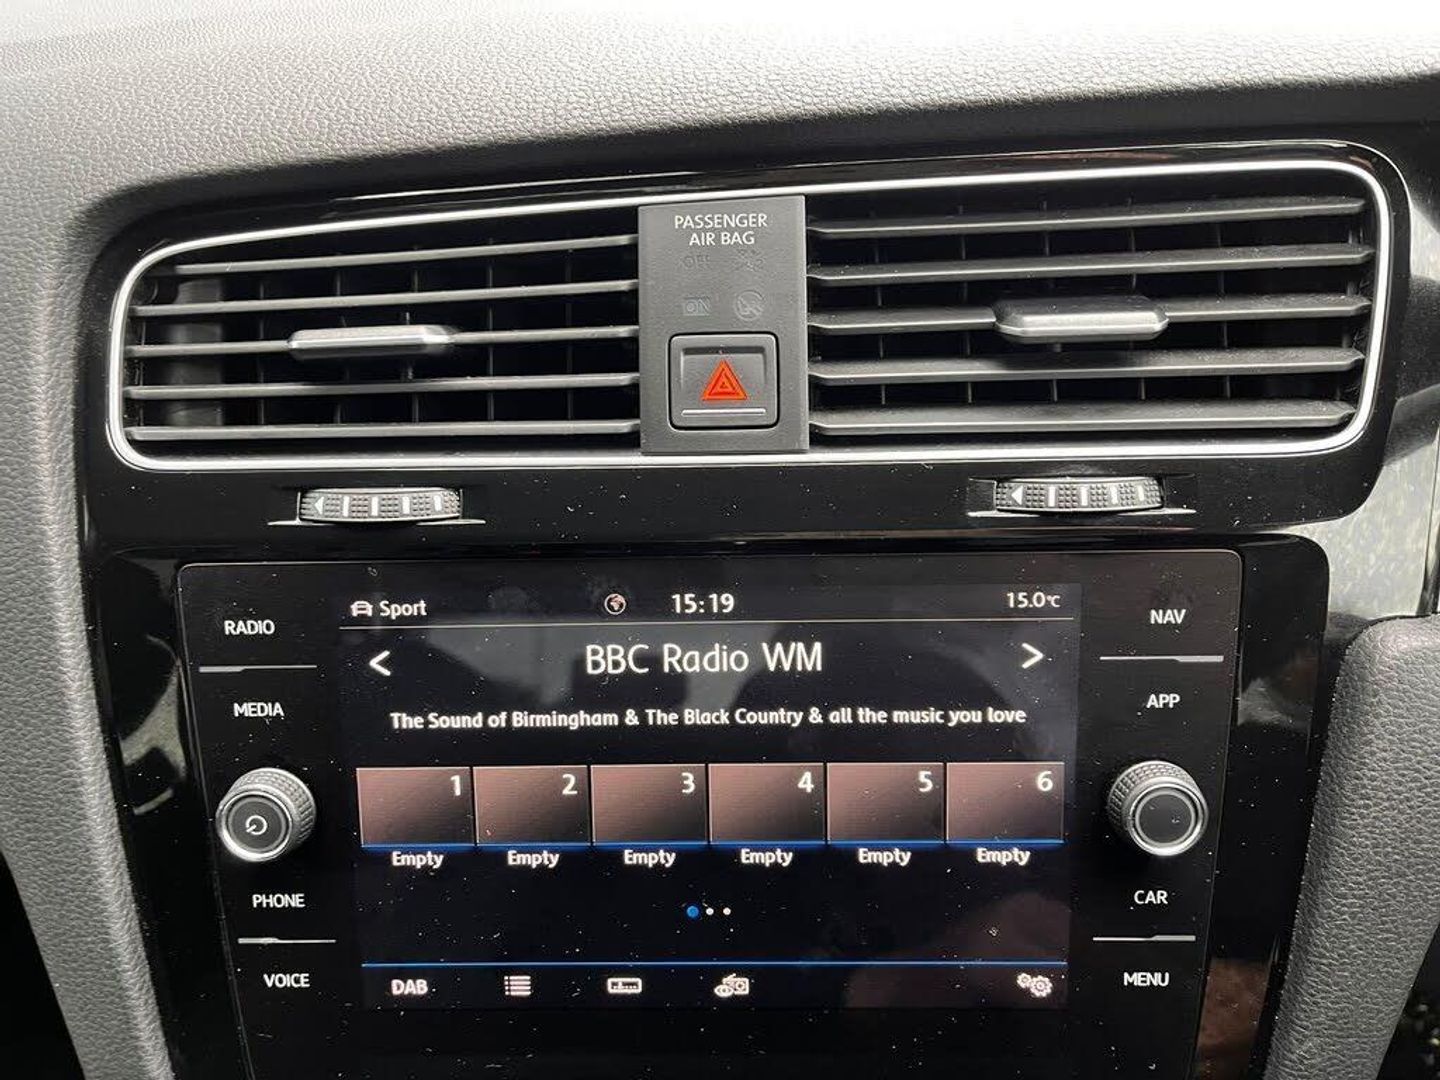 PASSENGER
AIR BAG
OFF
ON
Sport 15:19 15.0°C
BBC Radio WM
The Sound of Birmingham & The Black Country & all the music you love
1 2 3 4 5 6
Empty Empty Empty Empty Empty Empty
DAB
RADIO
MEDIA
PHONE
VOICE
NAV
APP
CAR
MENU